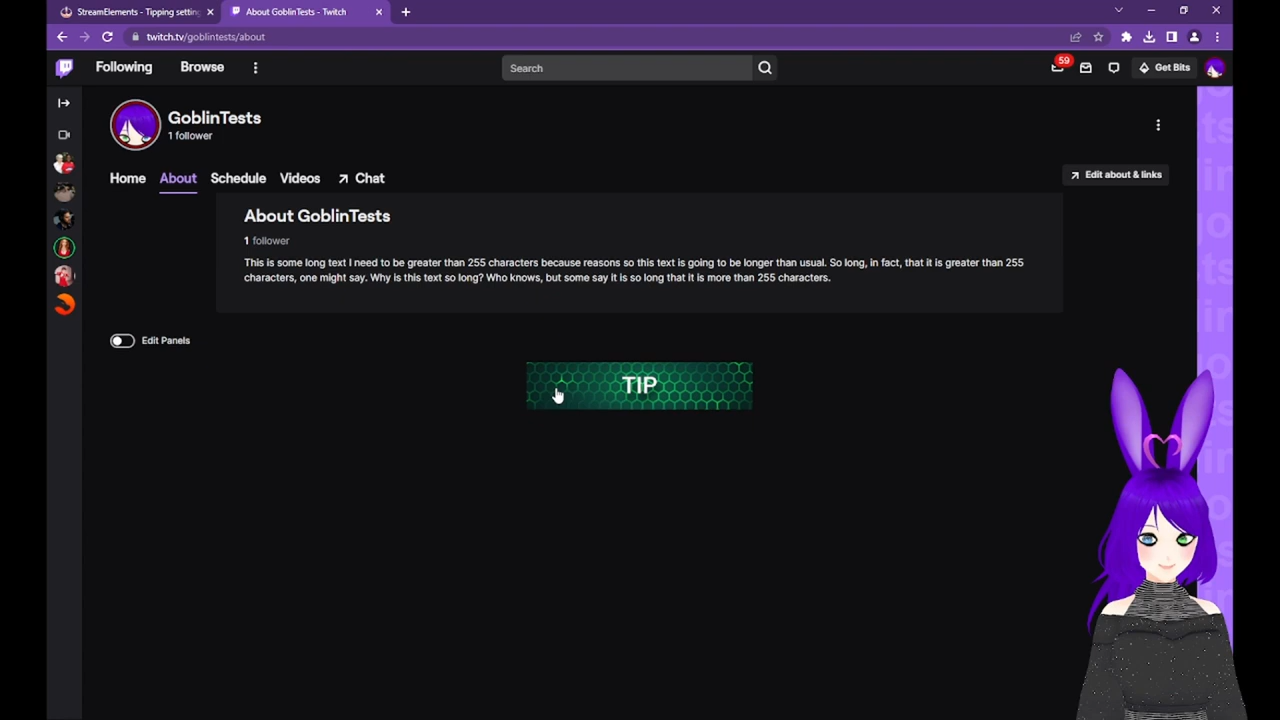 StreamElements - Tipping setting
About GoblinTests - Twitch
twitch.tv/goblintests/about
Following
Browse
Search
59
Get Bits
GoblinTests
1 follower
Home
About
Schedule
Videos
Chat
Edit about & links
About GoblinTests
1 follower
This is some long text I need to be greater than 255 characters because reasons so this text is going to be longer than usual. So long, in fact, that it is greater than 255
characters, one might say. Why is this text so long? Who knows, but some say it is so long that it is more than 255 characters.
Edit Panels
TIP